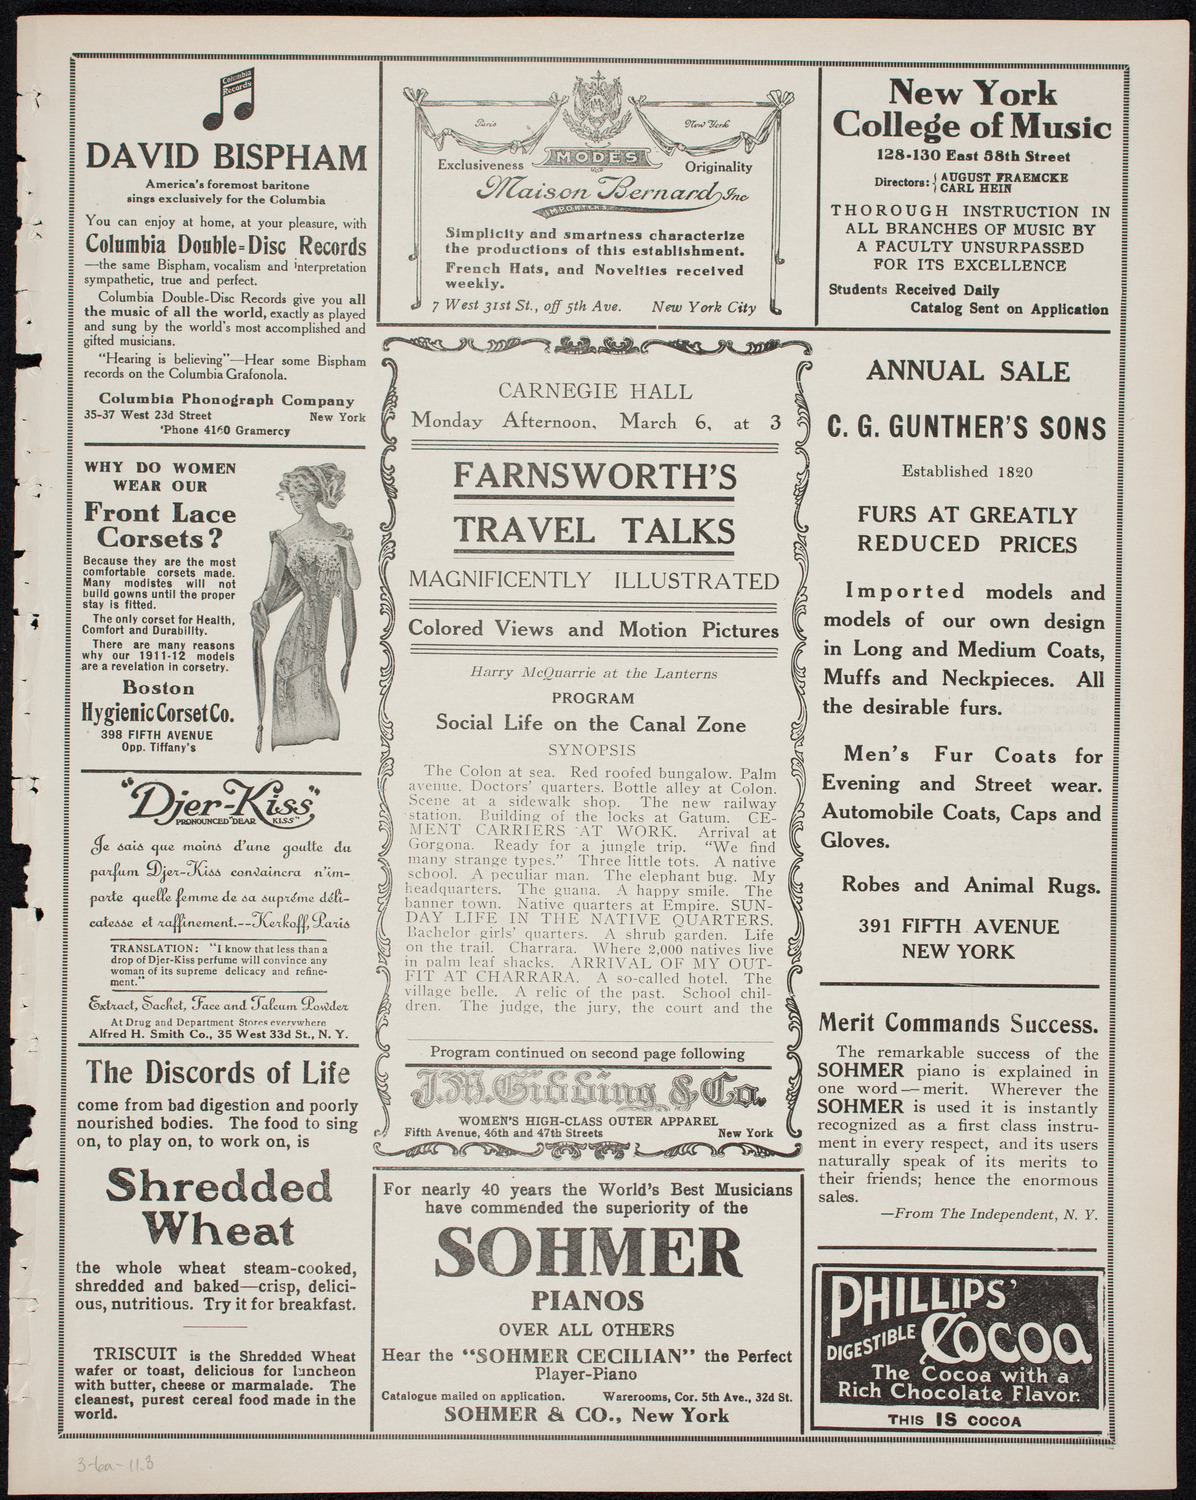 Columbia
Records
DAVID BISPHAM
America's foremost baritone
sings exclusively for the Columbia
You can enjoy at home, at your pleasure, with
Columbia Double=Disc Records
—the same Bispham, vocalism and interpretation
sympathetic, true and perfect.
Columbia Double-Disc Records give you all
the music of all the world, exactly as played
and sung by the world's most accomplished and
gifted musicians.
"Hearing is believing"—Hear some Bispham
records on the Columbia Grafonola.
Columbia Phonograph Company
35-37 West 23d Street New York
'Phone 4160 Gramercy
WHY DO WOMEN
WEAR OUR
Front Lace
Corsets?
Because they are the most
comfortable corsets made.
Many modistes will not
build gowns until the proper
stay is fitted.
The only corset for Health,
Comfort and Durability.
There are many reasons
why our 1911-12 models
are a revelation in corsetry.
Boston
Hygienic Corset Co.
398 FIFTH AVENUE
Opp. Tiffany's
"Djer-Kiss"
PRONOUNCED "DEAR KISS"
Je sais que moins d'une goutte du
parfum Djer-Kiss convaincra n'im-
porte quelle femme de sa suprême déli-
catesse et raffinement.--Kerkoff, Paris
TRANSLATION: "I know that less than a
drop of Djer-Kiss perfume will convince any
woman of its supreme delicacy and refine-
ment."
Extract, Sachet, Face and Talcum Powder
At Drug and Department Stores everywhere
Alfred H. Smith Co., 35 West 33d St., N. Y.
The Discords of Life
come from bad digestion and poorly
nourished bodies. The food to sing
on, to play on, to work on, is
Shredded
Wheat
the whole wheat steam-cooked,
shredded and baked—crisp, delici-
ous, nutritious. Try it for breakfast.
TRISCUIT is the Shredded Wheat
wafer or toast, delicious for luncheon
with butter, cheese or marmalade. The
cleanest, purest cereal food made in the
world.
Paris New York
Exclusiveness MODES Originality
Maison Bernard Inc
IMPORTERS
Simplicity and smartness characterize
the productions of this establishment.
French Hats, and Novelties received
weekly.
7 West 31st St., off 5th Ave. New York City
CARNEGIE HALL
Monday Afternoon, March 6, at 3
FARNSWORTH'S
TRAVEL TALKS
MAGNIFICENTLY ILLUSTRATED
Colored Views and Motion Pictures
Harry McQuarrie at the Lanterns
PROGRAM
Social Life on the Canal Zone
SYNOPSIS
The Colon at sea. Red roofed bungalow. Palm
avenue. Doctors' quarters. Bottle alley at Colon.
Scene at a sidewalk shop. The new railway
station. Building of the locks at Gatum. CE-
MENT CARRIERS AT WORK. Arrival at
Gorgona. Ready for a jungle trip. "We find
many strange types." Three little tots. A native
school. A peculiar man. The elephant bug. My
headquarters. The guana. A happy smile. The
banner town. Native quarters at Empire. SUN-
DAY LIFE IN THE NATIVE QUARTERS.
Bachelor girls' quarters. A shrub garden. Life
on the trail. Charrara. Where 2,000 natives live
in palm leaf shacks. ARRIVAL OF MY OUT-
FIT AT CHARRARA. A so-called hotel. The
village belle. A relic of the past. School chil-
dren. The judge, the jury, the court and the
Program continued on second page following
J.M. Gidding & Co.
WOMEN'S HIGH-CLASS OUTER APPAREL
Fifth Avenue, 46th and 47th Streets New York
For nearly 40 years the World's Best Musicians
have commended the superiority of the
SOHMER
PIANOS
OVER ALL OTHERS
Hear the "SOHMER CECILIAN" the Perfect
Player-Piano
Catalogue mailed on application. Warerooms, Cor. 5th Ave., 32d St.
SOHMER & CO., New York
New York
College of Music
128-130 East 58th Street
Directors: { AUGUST FRAEMCKE
CARL HEIN
THOROUGH INSTRUCTION IN
ALL BRANCHES OF MUSIC BY
A FACULTY UNSURPASSED
FOR ITS EXCELLENCE
Students Received Daily
Catalog Sent on Application
ANNUAL SALE
C. G. GUNTHER'S SONS
Established 1820
FURS AT GREATLY
REDUCED PRICES
Imported models and
models of our own design
in Long and Medium Coats,
Muffs and Neckpieces. All
the desirable furs.
Men's Fur Coats for
Evening and Street wear.
Automobile Coats, Caps and
Gloves.
Robes and Animal Rugs.
391 FIFTH AVENUE
NEW YORK
Merit Commands Success.
The remarkable success of the
SOHMER piano is explained in
one word—merit. Wherever the
SOHMER is used it is instantly
recognized as a first class instru-
ment in every respect, and its users
naturally speak of its merits to
their friends; hence the enormous
sales.
—From The Independent, N. Y.
PHILLIPS'
DIGESTIBLE COCOA
The Cocoa with a
Rich Chocolate Flavor.
THIS IS COCOA
3-6a-11.3